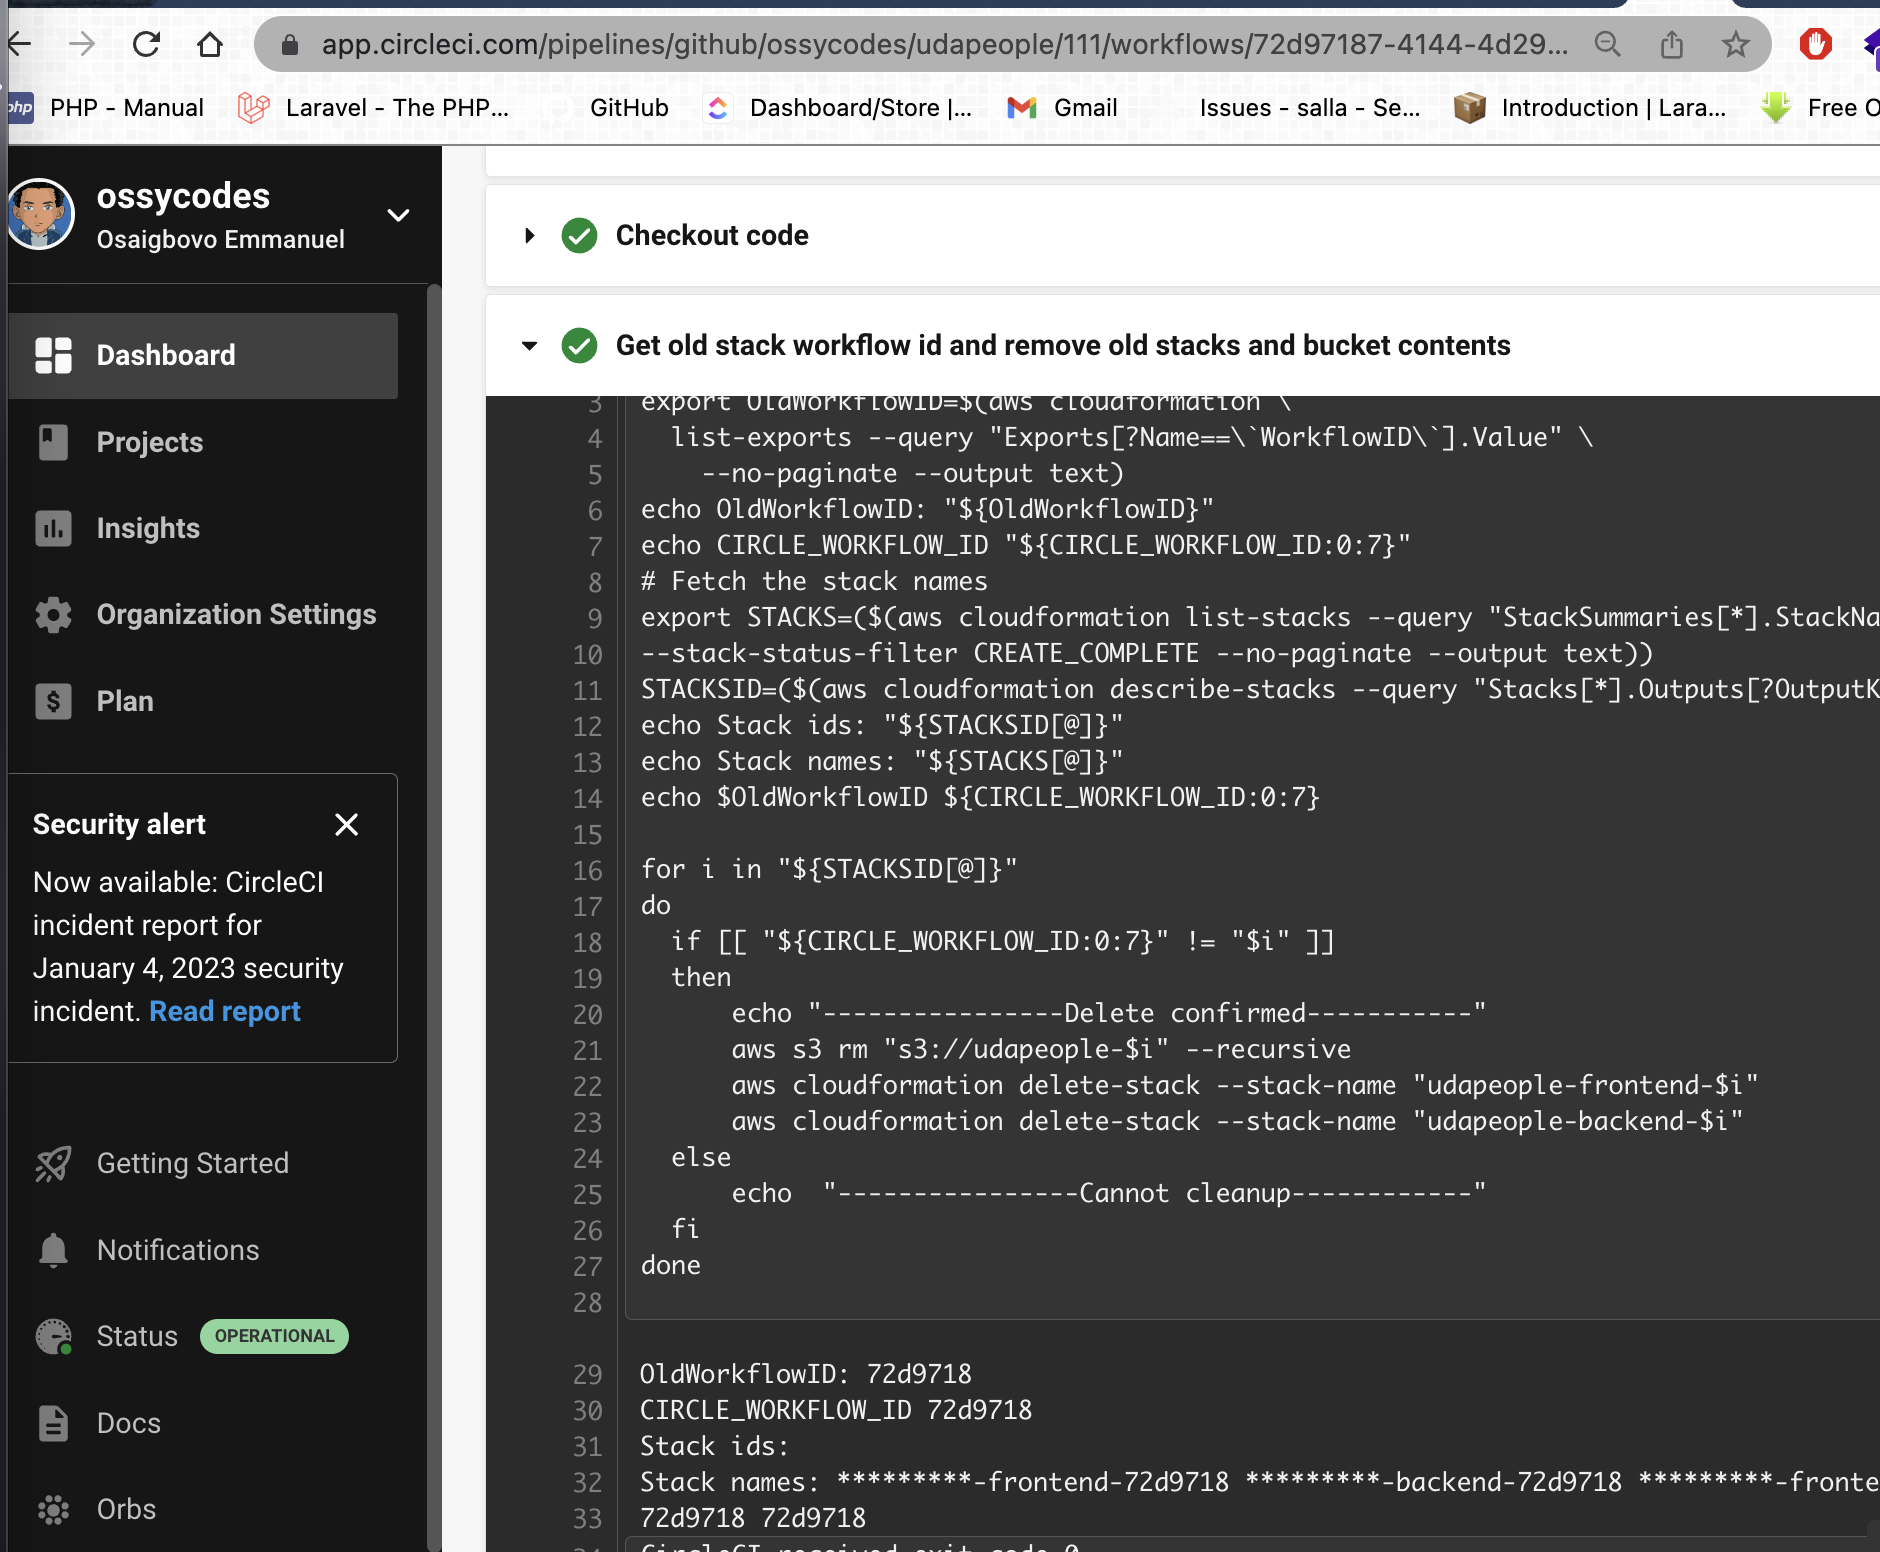 app.circleci.com/pipelines/github/ossycodes/udapeople/111/workflows/72d97187-4144-4d29...
php PHP - Manual Laravel - The PHP... GitHub Dashboard/Store |... Gmail Issues - salla - Se... Introduction | Lara... Free O
ossycodes
Osaigbovo Emmanuel
Dashboard
Projects
Insights
Organization Settings
Plan
Security alert
Now available: CircleCI
incident report for
January 4, 2023 security
incident. Read report
Getting Started
Notifications
Status OPERATIONAL
Docs
Orbs
Checkout code
Get old stack workflow id and remove old stacks and bucket contents
3 export OldWorkflowID=$(aws cloudformation \
4   list-exports --query "Exports[?Name==\`WorkflowID\`].Value" \
5     --no-paginate --output text)
6 echo OldWorkflowID: "${OldWorkflowID}"
7 echo CIRCLE_WORKFLOW_ID "${CIRCLE_WORKFLOW_ID:0:7}"
8 # Fetch the stack names
9 export STACKS=($(aws cloudformation list-stacks --query "StackSummaries[*].StackNa
10 --stack-status-filter CREATE_COMPLETE --no-paginate --output text))
11 STACKSID=($(aws cloudformation describe-stacks --query "Stacks[*].Outputs[?OutputK
12 echo Stack ids: "${STACKSID[@]}"
13 echo Stack names: "${STACKS[@]}"
14 echo $OldWorkflowID ${CIRCLE_WORKFLOW_ID:0:7}
15
16 for i in "${STACKSID[@]}"
17 do
18   if [[ "${CIRCLE_WORKFLOW_ID:0:7}" != "$i" ]]
19   then
20       echo "----------------Delete confirmed-----------"
21       aws s3 rm "s3://udapeople-$i" --recursive
22       aws cloudformation delete-stack --stack-name "udapeople-frontend-$i"
23       aws cloudformation delete-stack --stack-name "udapeople-backend-$i"
24   else
25       echo  "----------------Cannot cleanup------------"
26   fi
27 done
28
29 OldWorkflowID: 72d9718
30 CIRCLE_WORKFLOW_ID 72d9718
31 Stack ids:
32 Stack names: *********-frontend-72d9718 *********-backend-72d9718 *********-fronte
33 72d9718 72d9718
34 CircleCI received exit code 0